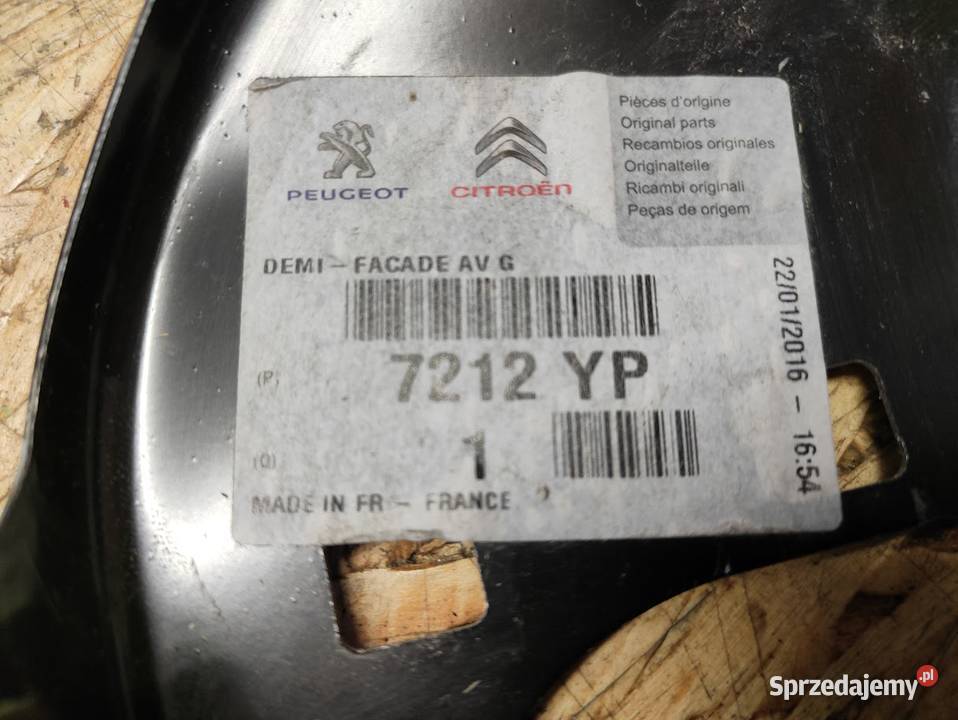 PEUGEOT
CITROËN
Pièces d'origine
Original parts
Recambios originales
Originalteile
Ricambi originali
Peças de origem
DEMI - FACADE AV G
(P) 7212 YP
(Q) 1
MADE IN FR - FRANCE
22/01/2016 - 16:54
Sprzedajemy.pl